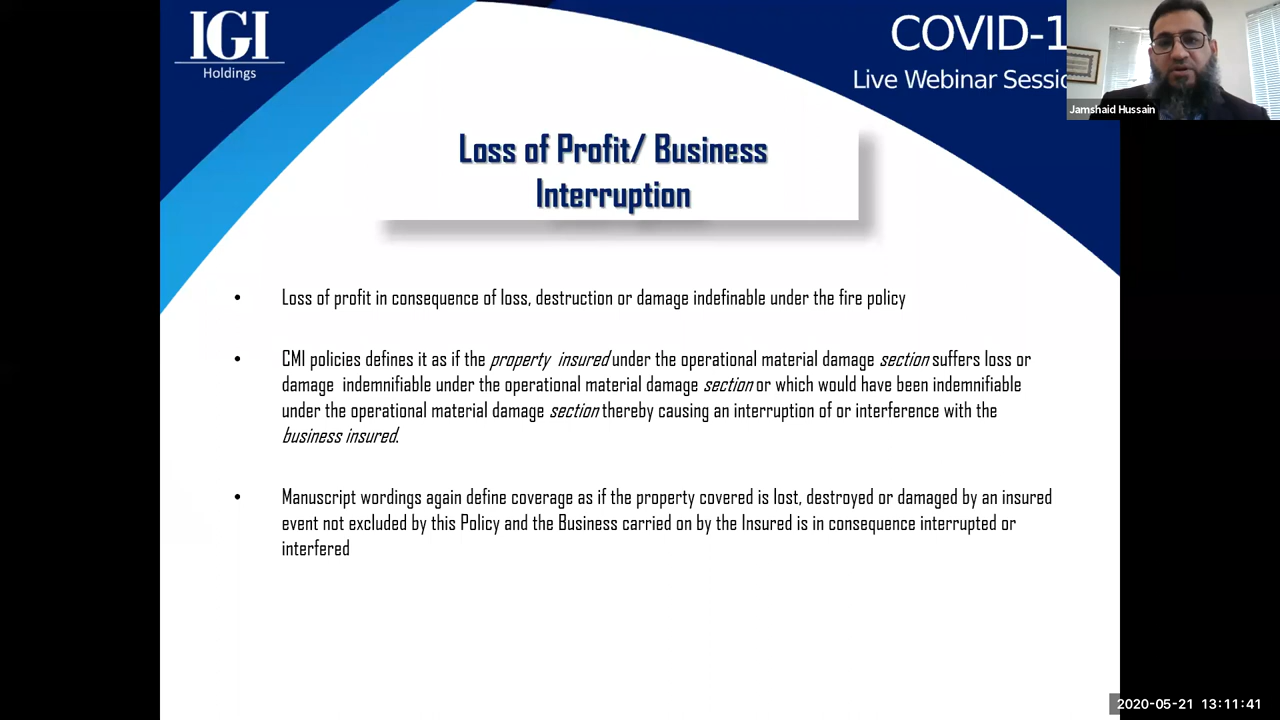 IGI
Holdings
COVID-1
Live Webinar Sessio
Jamshaid Hussain
Loss of Profit/ Business
Interruption
• Loss of profit in consequence of loss, destruction or damage indefinable under the fire policy
• CMI policies defines it as if the property insured under the operational material damage section suffers loss or
damage indemnifiable under the operational material damage section or which would have been indemnifiable
under the operational material damage section thereby causing an interruption of or interference with the
business insured.
• Manuscript wordings again define coverage as if the property covered is lost, destroyed or damaged by an insured
event not excluded by this Policy and the Business carried on by the Insured is in consequence interrupted or
interfered
2020-05-21 13:11:41